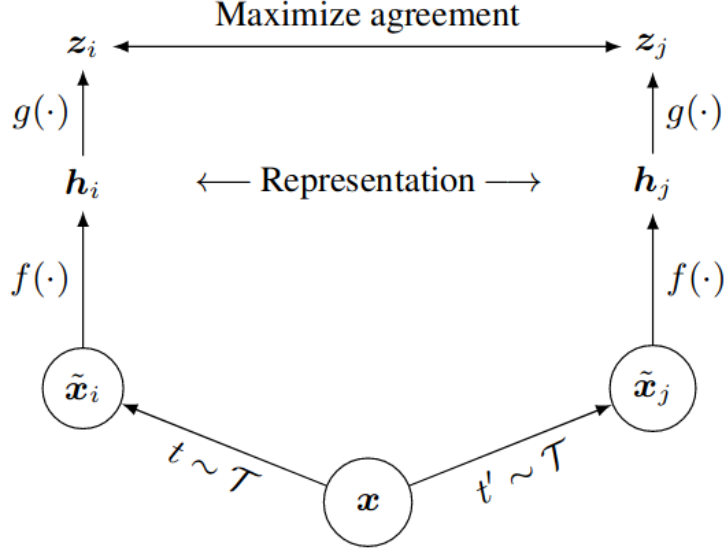 Maximize agreement
z_i z_j
g(·) g(·)
h_i ⟵ Representation ⟶ h_j
f(·) f(·)
x̃_i x̃_j
t ∼ 𝒯 t' ∼ 𝒯
x